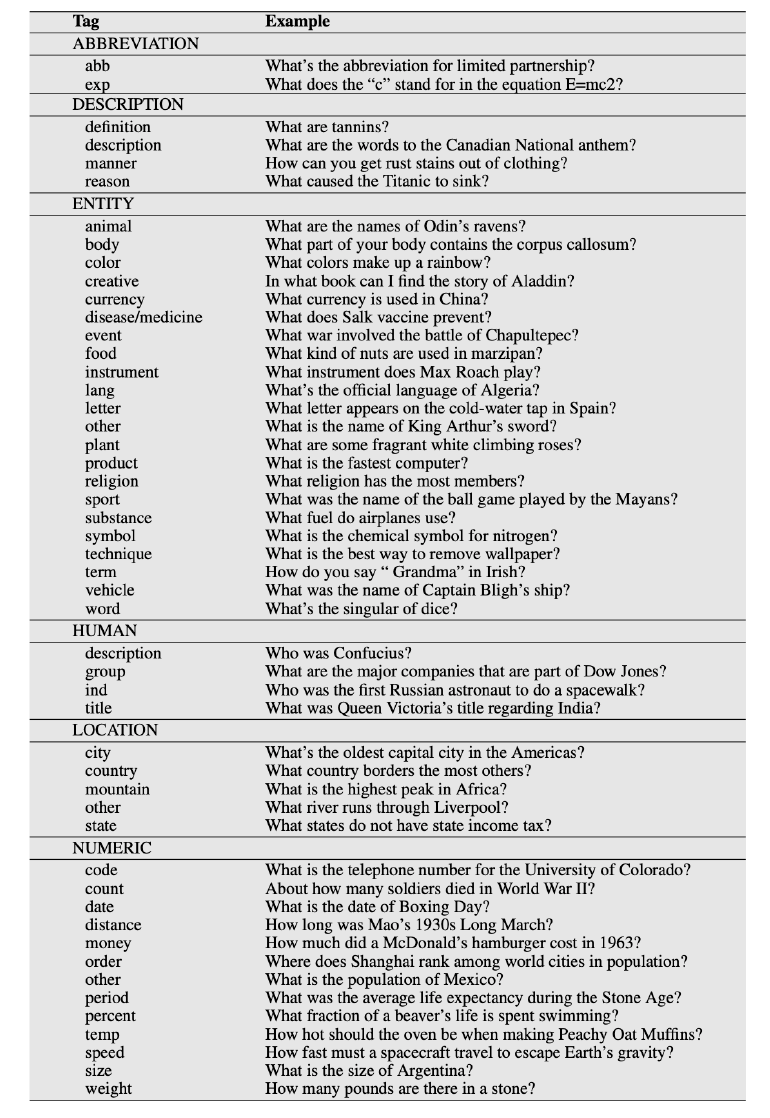 Tag Example
ABBREVIATION
abb What's the abbreviation for limited partnership?
exp What does the “c” stand for in the equation E=mc2?
DESCRIPTION
definition What are tannins?
description What are the words to the Canadian National anthem?
manner How can you get rust stains out of clothing?
reason What caused the Titanic to sink?
ENTITY
animal What are the names of Odin's ravens?
body What part of your body contains the corpus callosum?
color What colors make up a rainbow?
creative In what book can I find the story of Aladdin?
currency What currency is used in China?
disease/medicine What does Salk vaccine prevent?
event What war involved the battle of Chapultepec?
food What kind of nuts are used in marzipan?
instrument What instrument does Max Roach play?
lang What's the official language of Algeria?
letter What letter appears on the cold-water tap in Spain?
other What is the name of King Arthur's sword?
plant What are some fragrant white climbing roses?
product What is the fastest computer?
religion What religion has the most members?
sport What was the name of the ball game played by the Mayans?
substance What fuel do airplanes use?
symbol What is the chemical symbol for nitrogen?
technique What is the best way to remove wallpaper?
term How do you say “ Grandma” in Irish?
vehicle What was the name of Captain Bligh's ship?
word What's the singular of dice?
HUMAN
description Who was Confucius?
group What are the major companies that are part of Dow Jones?
ind Who was the first Russian astronaut to do a spacewalk?
title What was Queen Victoria's title regarding India?
LOCATION
city What's the oldest capital city in the Americas?
country What country borders the most others?
mountain What is the highest peak in Africa?
other What river runs through Liverpool?
state What states do not have state income tax?
NUMERIC
code What is the telephone number for the University of Colorado?
count About how many soldiers died in World War II?
date What is the date of Boxing Day?
distance How long was Mao's 1930s Long March?
money How much did a McDonald's hamburger cost in 1963?
order Where does Shanghai rank among world cities in population?
other What is the population of Mexico?
period What was the average life expectancy during the Stone Age?
percent What fraction of a beaver's life is spent swimming?
temp How hot should the oven be when making Peachy Oat Muffins?
speed How fast must a spacecraft travel to escape Earth's gravity?
size What is the size of Argentina?
weight How many pounds are there in a stone?